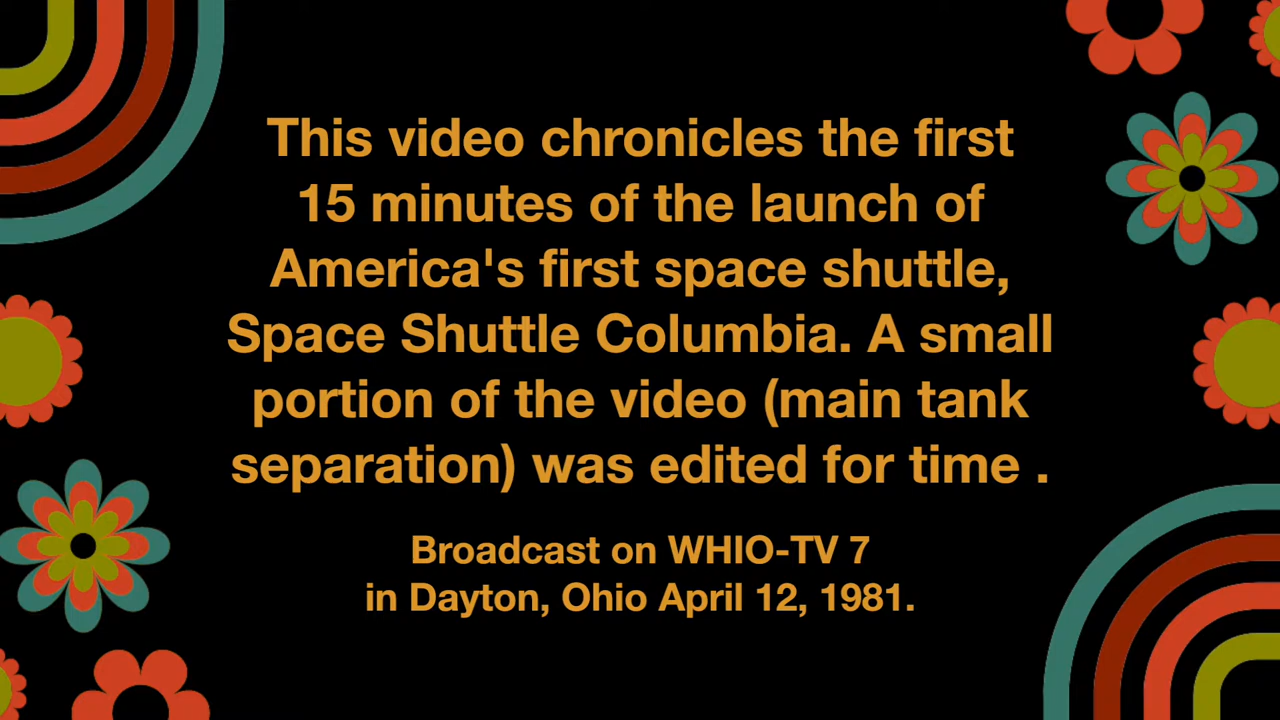 This video chronicles the first
15 minutes of the launch of
America's first space shuttle,
Space Shuttle Columbia. A small
portion of the video (main tank
separation) was edited for time .
Broadcast on WHIO-TV 7
in Dayton, Ohio April 12, 1981.